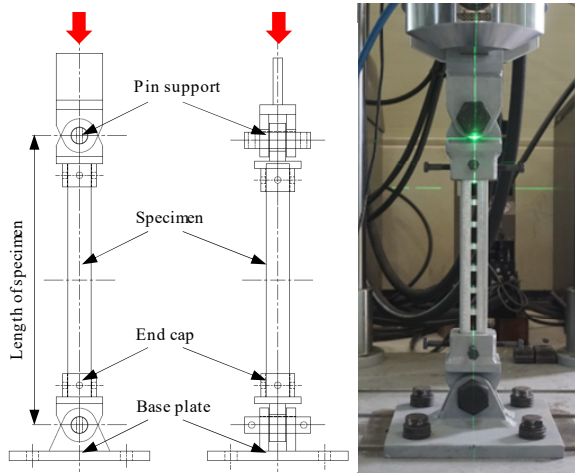 Pin support
Specimen
Length of specimen
End cap
Base plate